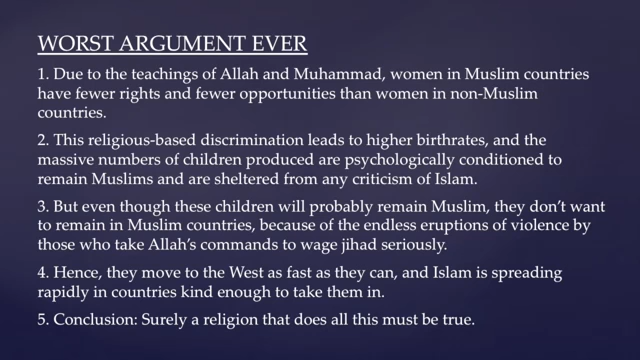 WORST ARGUMENT EVER
1. Due to the teachings of Allah and Muhammad, women in Muslim countries
have fewer rights and fewer opportunities than women in non-Muslim
countries.
2. This religious-based discrimination leads to higher birthrates, and the
massive numbers of children produced are psychologically conditioned to
remain Muslims and are sheltered from any criticism of Islam.
3. But even though these children will probably remain Muslim, they don’t want
to remain in Muslim countries, because of the endless eruptions of violence by
those who take Allah’s commands to wage jihad seriously.
4. Hence, they move to the West as fast as they can, and Islam is spreading
rapidly in countries kind enough to take them in.
5. Conclusion: Surely a religion that does all this must be true.